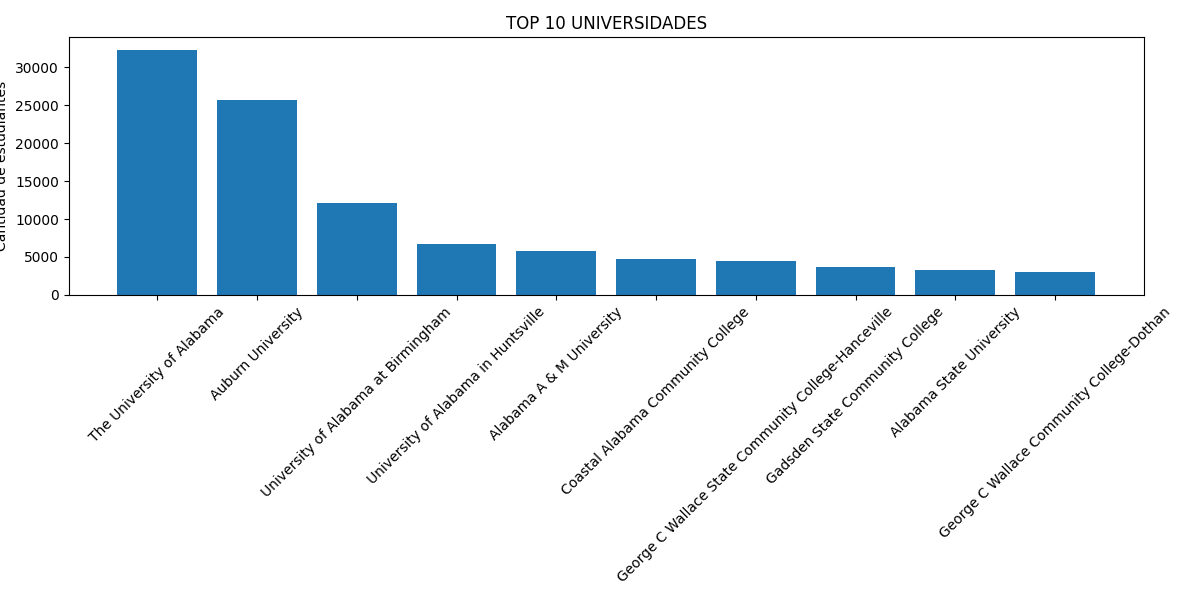 TOP 10 UNIVERSIDADES
Cantidad de estudiantes
30000
25000
20000
15000
10000
5000
0
The University of Alabama
Auburn University
University of Alabama at Birmingham
University of Alabama in Huntsville
Alabama A & M University
Coastal Alabama Community College
George C Wallace State Community College-Hanceville
Gadsden State Community College
Alabama State University
George C Wallace Community College-Dothan